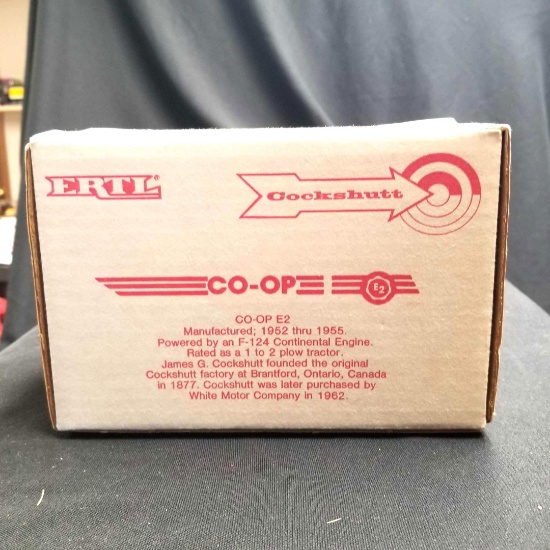 ERTL®
Cockshutt
CO-OP E2
CO-OP E2
Manufactured; 1952 thru 1955.
Powered by an F-124 Continental Engine.
Rated as a 1 to 2 plow tractor.
James G. Cockshutt founded the original
Cockshutt factory at Brantford, Ontario, Canada
in 1877. Cockshutt was later purchased by
White Motor Company in 1962.